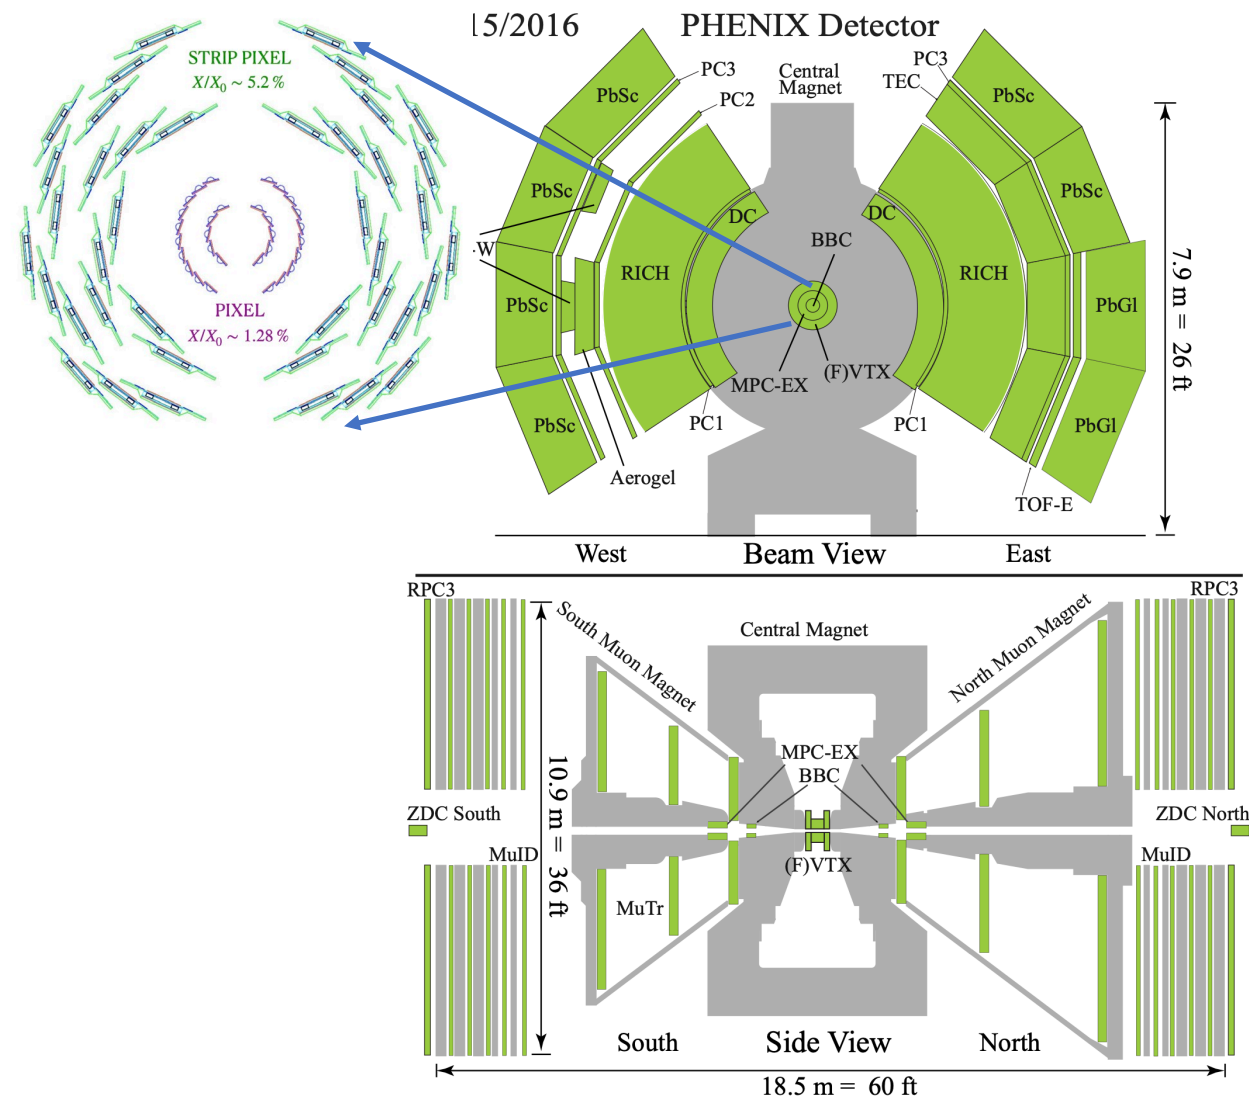 15/2016 PHENIX Detector
STRIP PIXEL
X/X₀ ~ 5.2 %
PIXEL
X/X₀ ~ 1.28 %
Central
Magnet
PC3
PC2
PbSc
PbSc
PbSc
PbSc
W
RICH
DC
BBC
MPC-EX
(F)VTX
PC1
Aerogel
PC3
TEC
PbSc
PbSc
DC
RICH
PbGl
PbGl
PC1
TOF-E
7.9 m = 26 ft
West
Beam View
East
RPC3
South Muon Magnet
Central Magnet
North Muon Magnet
RPC3
MPC-EX
BBC
ZDC South
ZDC North
10.9 m = 36 ft
MuID
(F)VTX
MuID
MuTr
South
Side View
North
18.5 m = 60 ft